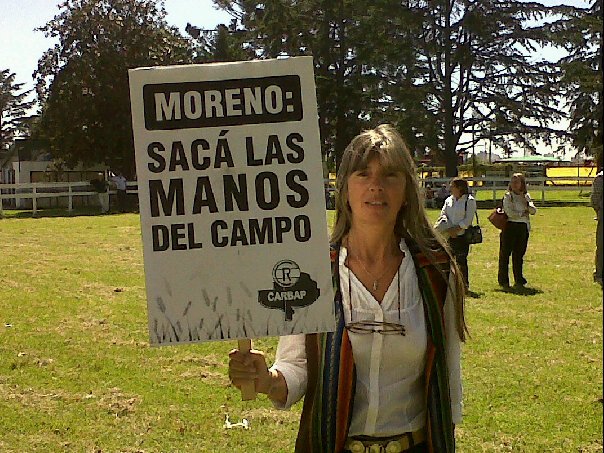 MORENO:
SACÁ LAS
MANOS
DEL CAMPO
CARBAP